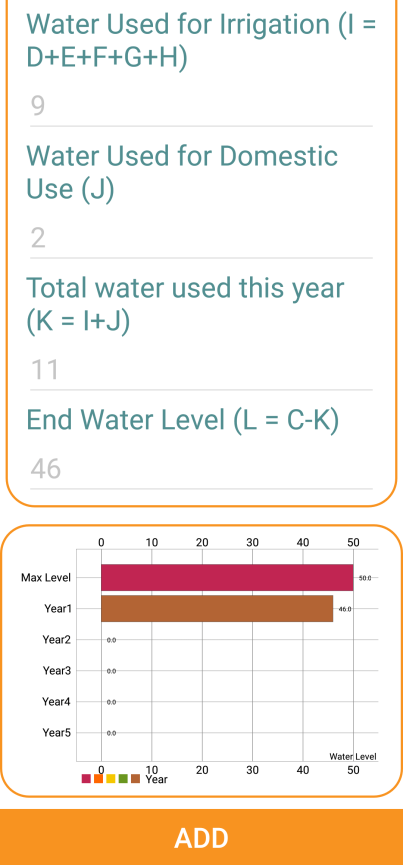 Water Used for Irrigation (I =
D+E+F+G+H)
9
Water Used for Domestic
Use (J)
2
Total water used this year
(K = I+J)
11
End Water Level (L = C-K)
46
0 10 20 30 40 50
Max Level 50.0
Year1 46.0
Year2 0.0
Year3 0.0
Year4 0.0
Year5 0.0
Water Level
0 10 20 30 40 50
Year
ADD